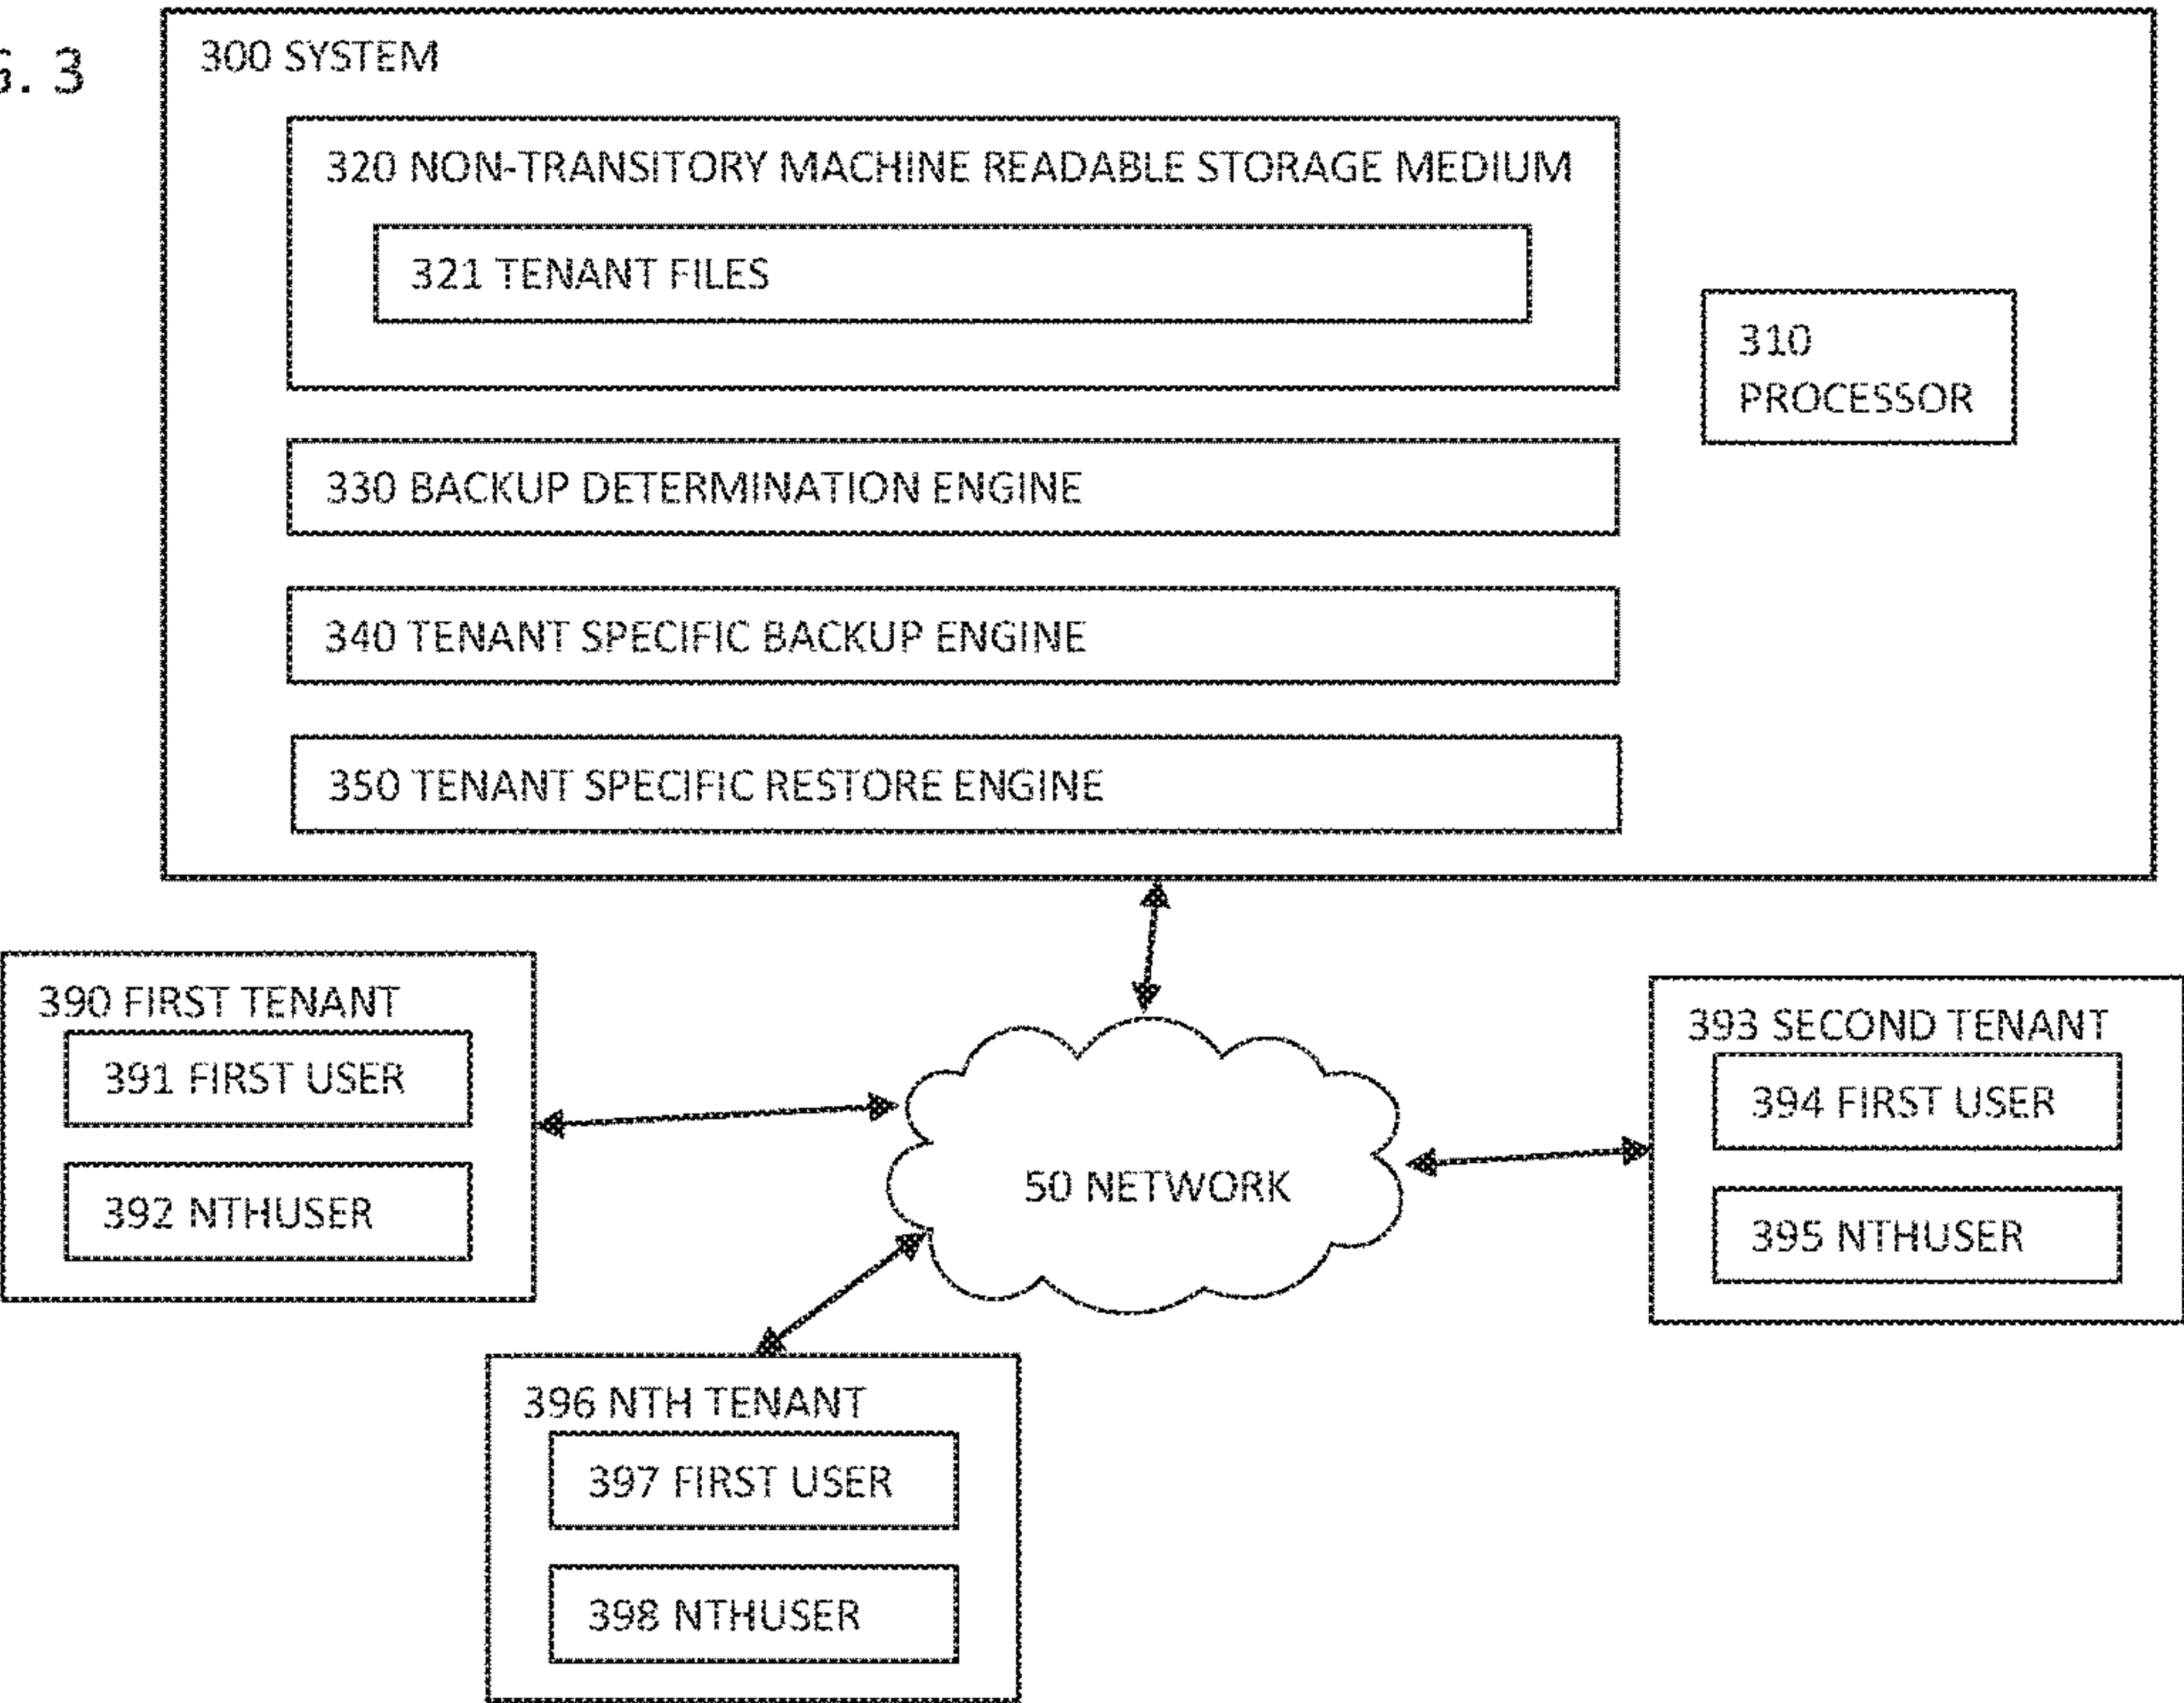 G. 3
300 SYSTEM
320 NON-TRANSITORY MACHINE READABLE STORAGE MEDIUM
321 TENANT FILES
310
PROCESSOR
330 BACKUP DETERMINATION ENGINE
340 TENANT SPECIFIC BACKUP ENGINE
350 TENANT SPECIFIC RESTORE ENGINE
390 FIRST TENANT
391 FIRST USER
392 NTHUSER
50 NETWORK
393 SECOND TENANT
394 FIRST USER
395 NTHUSER
396 NTH TENANT
397 FIRST USER
398 NTHUSER